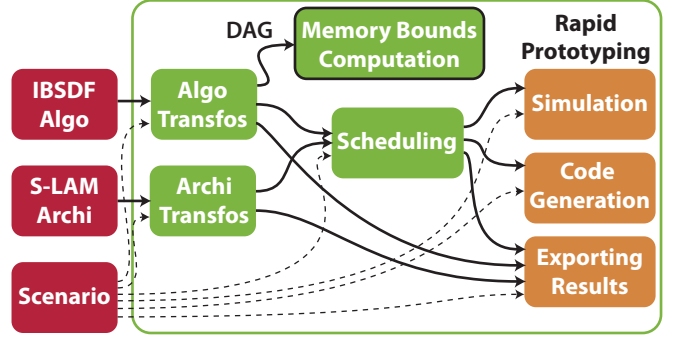 DAG
Memory Bounds
Computation
Rapid
Prototyping
IBSDF
Algo
Algo
Transfos
Scheduling
Simulation
S-LAM
Archi
Archi
Transfos
Code
Generation
Scenario
Exporting
Results